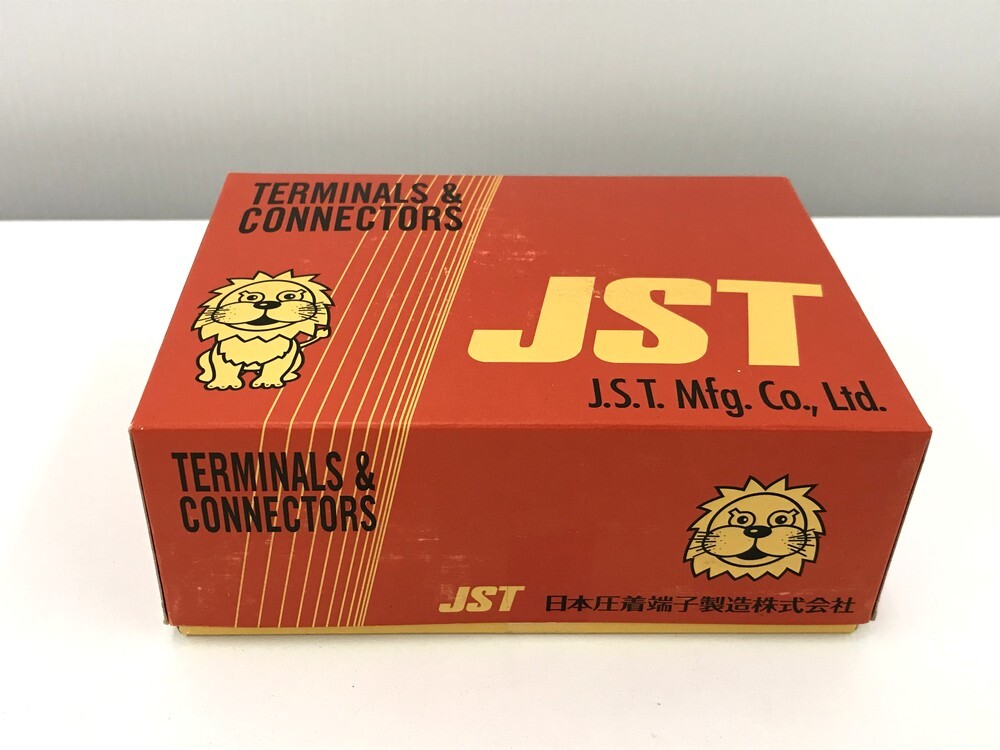 TERMINALS &
CONNECTORS
JST
J.S.T. Mfg. Co., Ltd.
TERMINALS &
CONNECTORS
JST 日本圧着端子製造株式会社